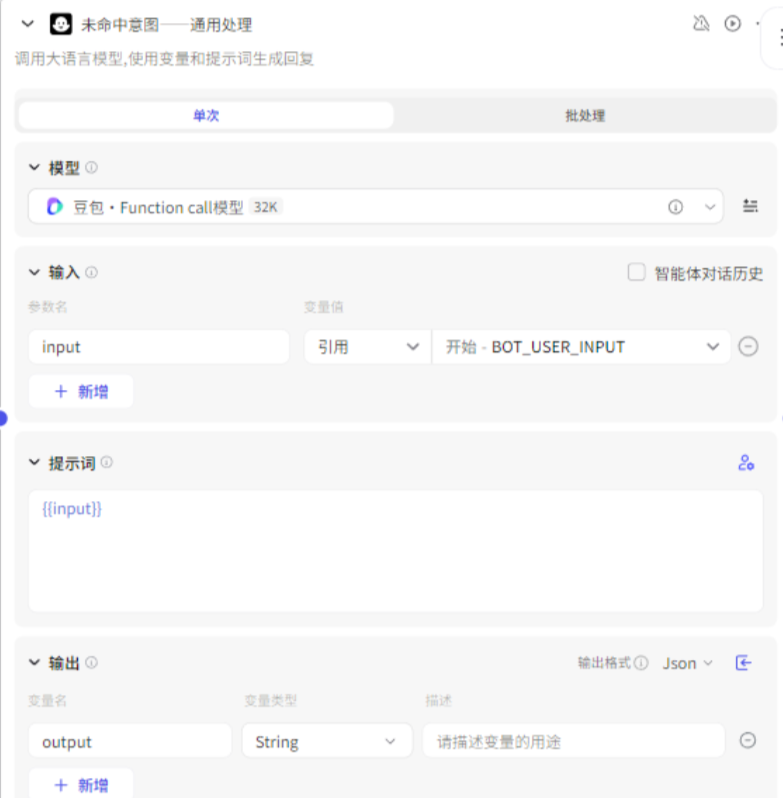 未命中意图——通用处理
调用大语言模型,使用变量和提示词生成回复
单次 批处理
模型
豆包·Function call模型 32K
输入 智能体对话历史
参数名 变量值
input 引用 开始 - BOT_USER_INPUT
+ 新增
提示词
{{input}}
输出 输出格式 Json
变量名 变量类型 描述
output String 请描述变量的用途
+ 新增